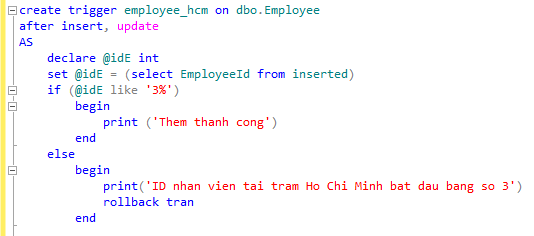 create trigger employee_hcm on dbo.Employee
after insert, update
AS
declare @idE int
set @idE = (select EmployeeId from inserted)
if (@idE like '3%')
begin
print ('Them thanh cong')
end
else
begin
print('ID nhan vien tai tram Ho Chi Minh bat dau bang so 3')
rollback tran
end